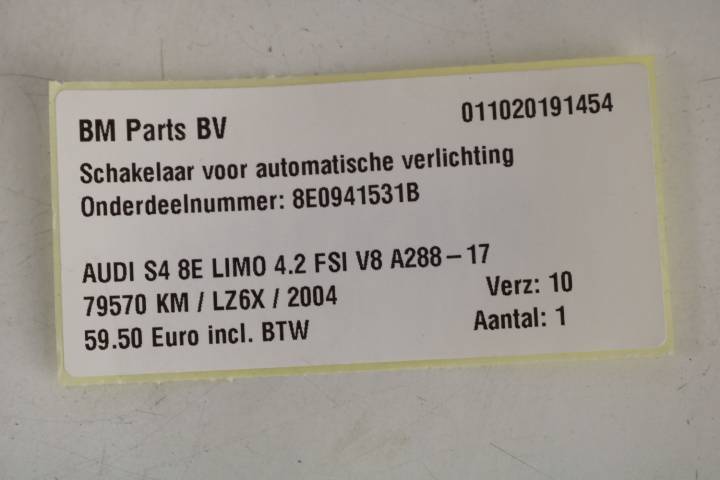 BM Parts BV 011020191454
Schakelaar voor automatische verlichting
Onderdeelnummer: 8E0941531B
AUDI S4 8E LIMO 4.2 FSI V8 A288-17
79570 KM / LZ6X / 2004 Verz: 10
59.50 Euro incl. BTW Aantal: 1